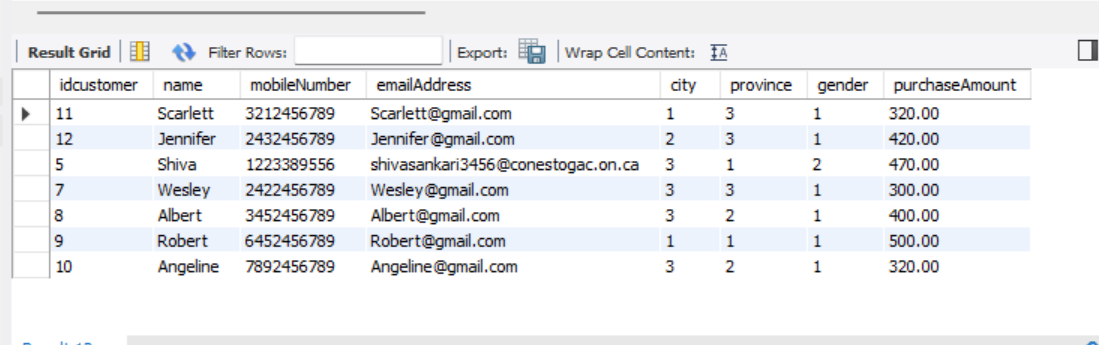 Result Grid Filter Rows: Export: Wrap Cell Content:
idcustomer name mobileNumber emailAddress city province gender purchaseAmount
11 Scarlett 3212456789 Scarlett@gmail.com 1 3 1 320.00
12 Jennifer 2432456789 Jennifer@gmail.com 2 3 1 420.00
5 Shiva 1223389556 shivasankari3456@conestogac.on.ca 3 1 2 470.00
7 Wesley 2422456789 Wesley@gmail.com 3 3 1 300.00
8 Albert 3452456789 Albert@gmail.com 3 2 1 400.00
9 Robert 6452456789 Robert@gmail.com 1 1 1 500.00
10 Angeline 7892456789 Angeline@gmail.com 3 2 1 320.00